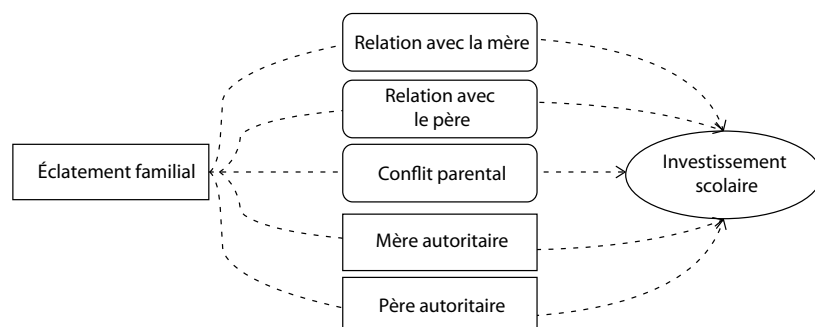 Relation avec la mère
Relation avec
le père
Éclatement familial
Conflit parental
Investissement
scolaire
Mère autoritaire
Père autoritaire